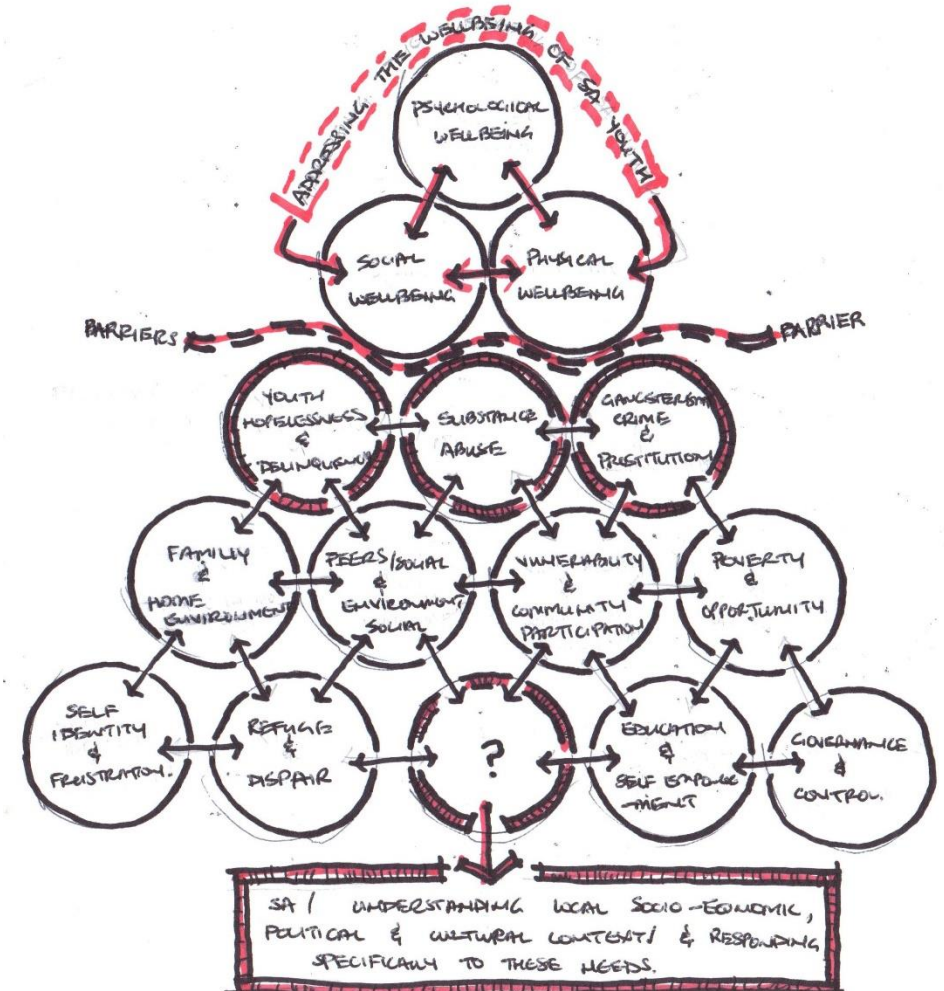 ADDRESSING THE WELLBEING OF SA YOUTH
PSYCHOLOGICAL
WELLBEING
SOCIAL
WELLBEING
PHYSICAL
WELLBEING
BARRIERS
BARRIER
YOUTH
HOPELESSNESS
&
DELINQUENCY
SUBSTANCE
ABUSE
GANGSTERISM
CRIME
&
PROSTITUTION
FAMILY
&
HOME
ENVIRONMENT
PEERS/SOCIAL
&
ENVIRONMENT
SOCIAL
VULNERABILITY
&
COMMUNITY
PARTICIPATION
POVERTY
&
OPPORTUNITY
SELF
IDENTITY
&
FRUSTRATION.
REFUGE
&
DISPAIR
?
EDUCATION
&
SELF EMPOWER
-MENT
GOVERNANCE
&
CONTROL.
SA / UNDERSTANDING LOCAL SOCIO-ECONOMIC,
POLITICAL & CULTURAL CONTEXTS & RESPONDING
SPECIFICALLY TO THESE NEEDS.